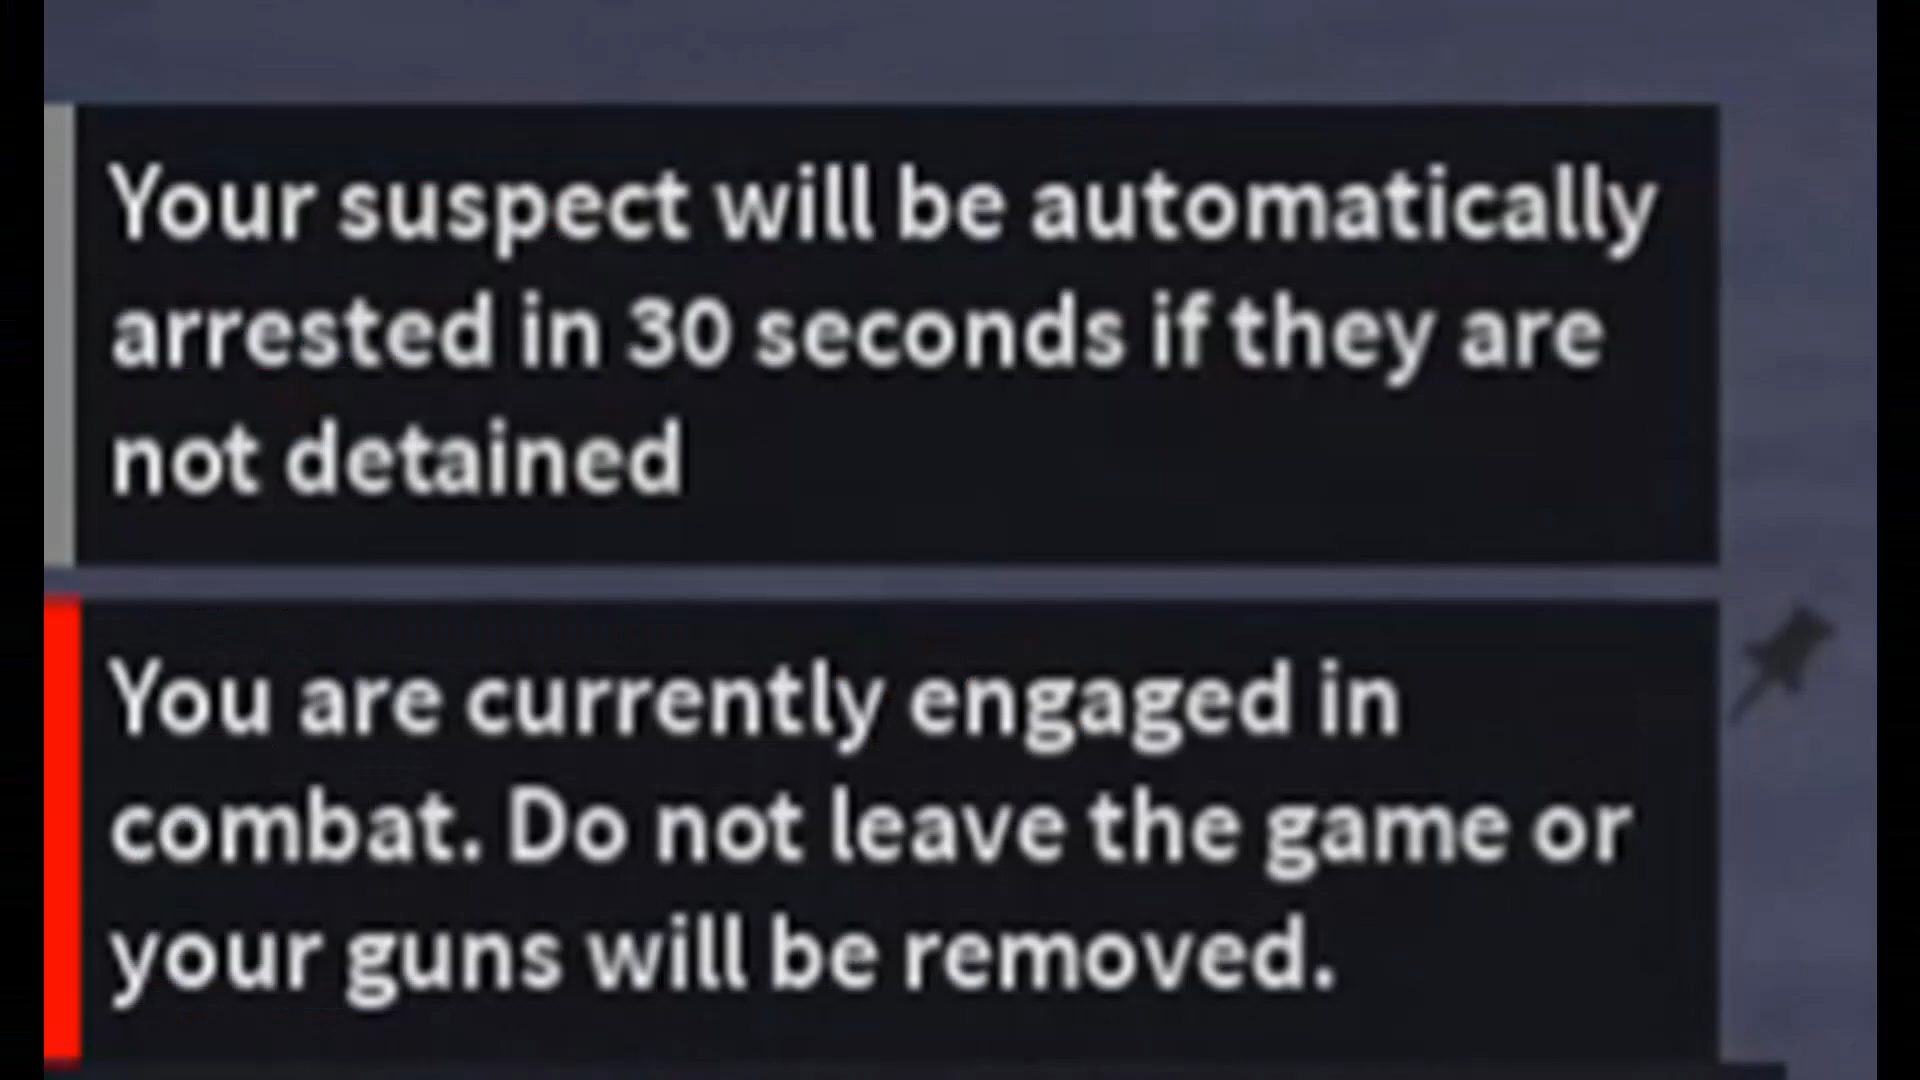 Your suspect will be automatically
arrested in 30 seconds if they are
not detained
You are currently engaged in
combat. Do not leave the game or
your guns will be removed.